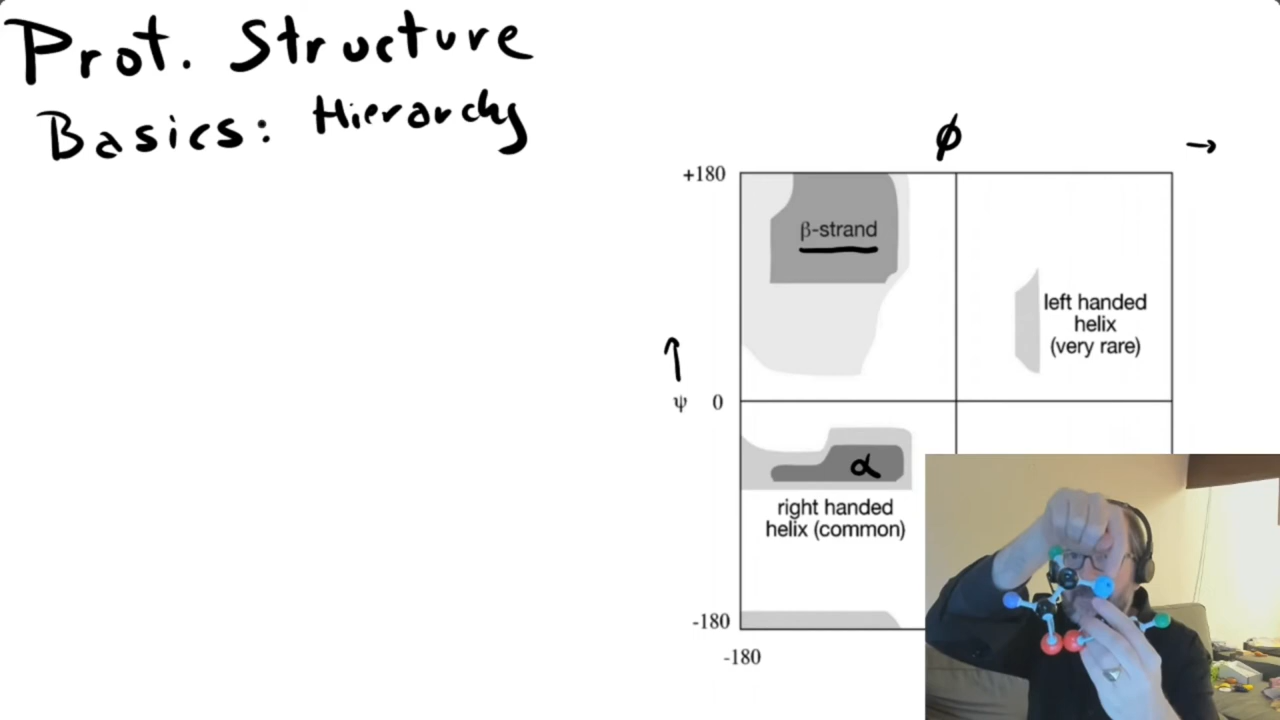 Prot. Structure
Basics: Hierarchy
ϕ →
+180
β-strand
left handed
helix
(very rare)
↑
ψ 0
α
right handed
helix (common)
-180
-180